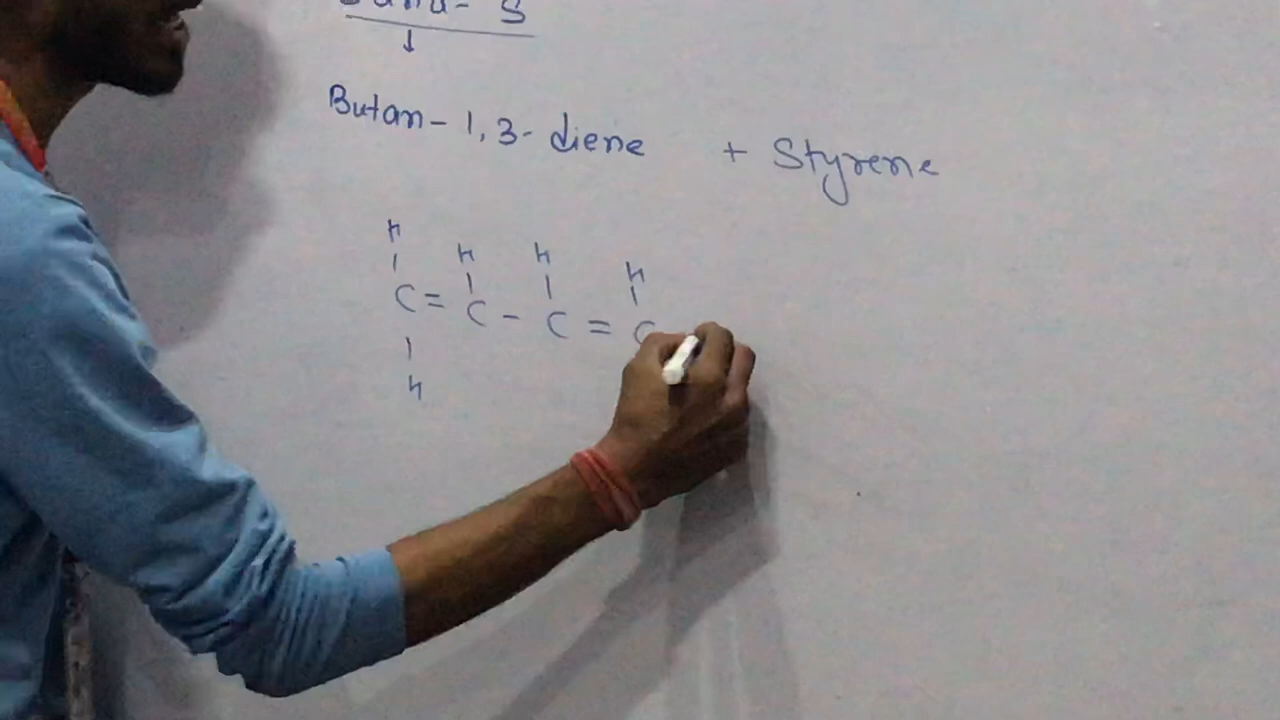 S
↓
Butan-1,3-diene + Styrene
H H H H
C=C-C=C
H